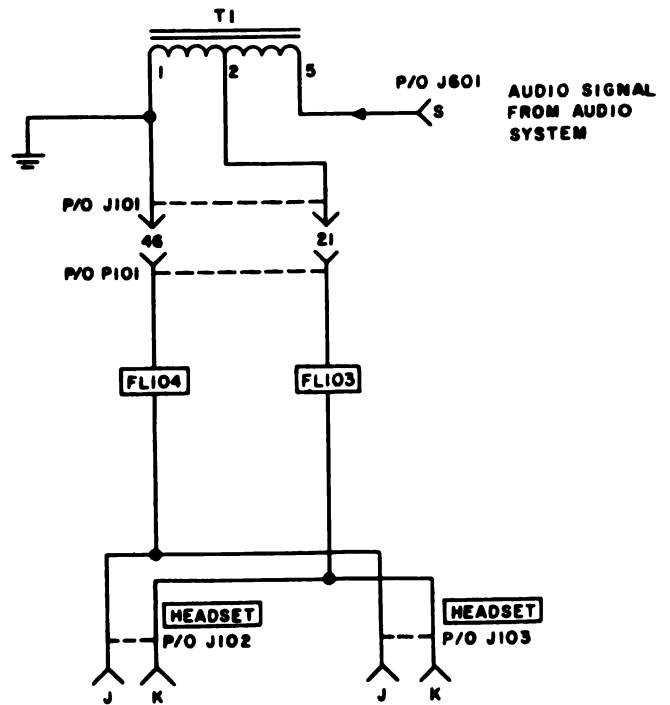 T1
1
2
5
P/O J601
S
AUDIO SIGNAL
FROM AUDIO
SYSTEM
P/O J101
46
21
P/O P101
FL104
FL103
HEADSET
P/O J102
HEADSET
P/O J103
J
K
J
K